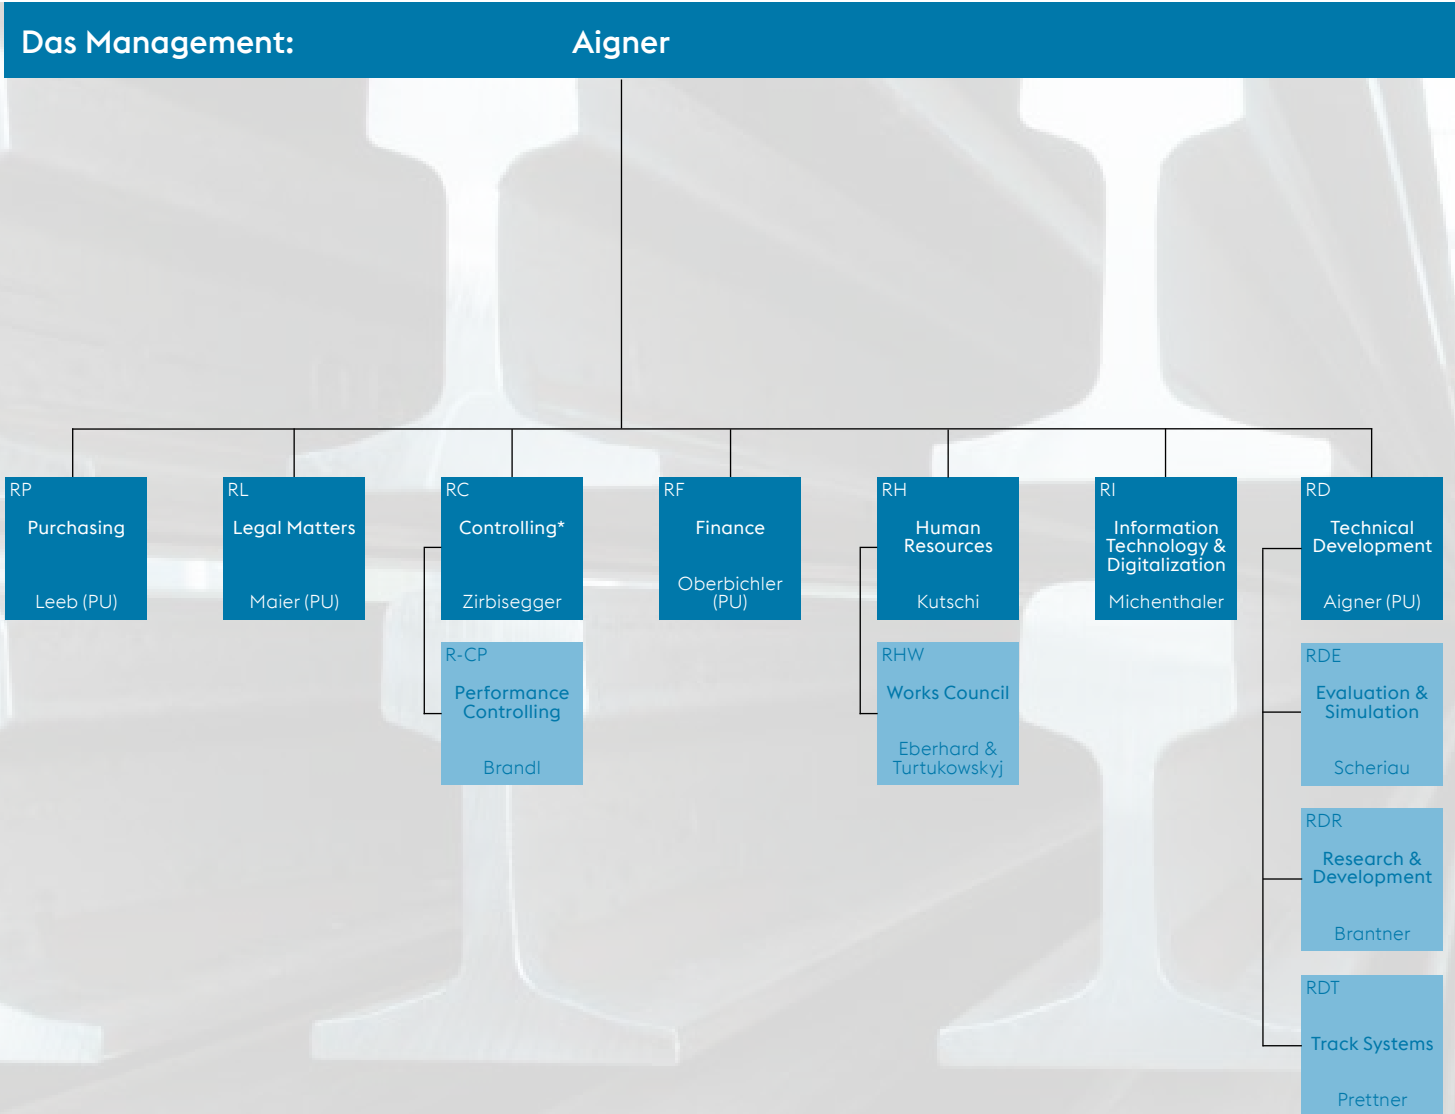 Das Management:
Aigner
RP
Purchasing
Leeb (PU)
RL
Legal Matters
Maier (PU)
RC
Controlling*
Zirbisegger
RF
Finance
Oberbichler
(PU)
RH
Human
Resources
Kutschi
RI
Information
Technology &
Digitalization
Michenthaler
RD
Technical
Development
Aigner (PU)
R-CP
Performance
Controlling
Brandl
RHW
Works Council
Eberhard &
Turtukowskyj
RDE
Evaluation &
Simulation
Scheriau
RDR
Research &
Development
Brantner
RDT
Track Systems
Prettner